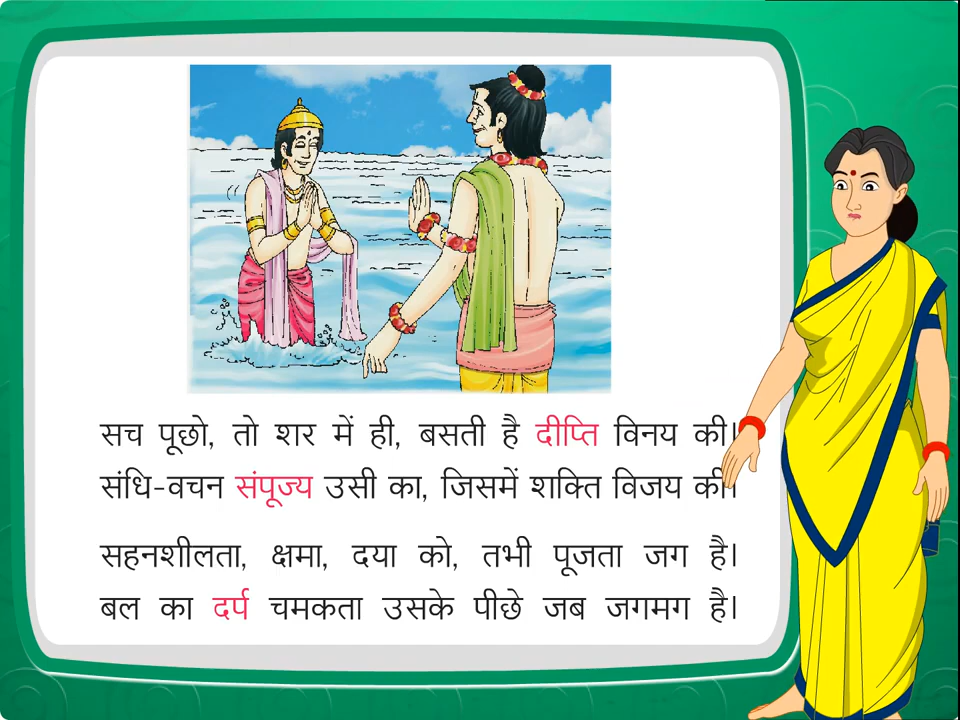 सच पूछो, तो शर में ही, बसती है दीप्ति विनय की।
संधि-वचन संपूज्य उसी का, जिसमें शक्ति विजय की।
सहनशीलता, क्षमा, दया को, तभी पूजता जग है।
बल का दर्प चमकता उसके पीछे जब जगमग है।